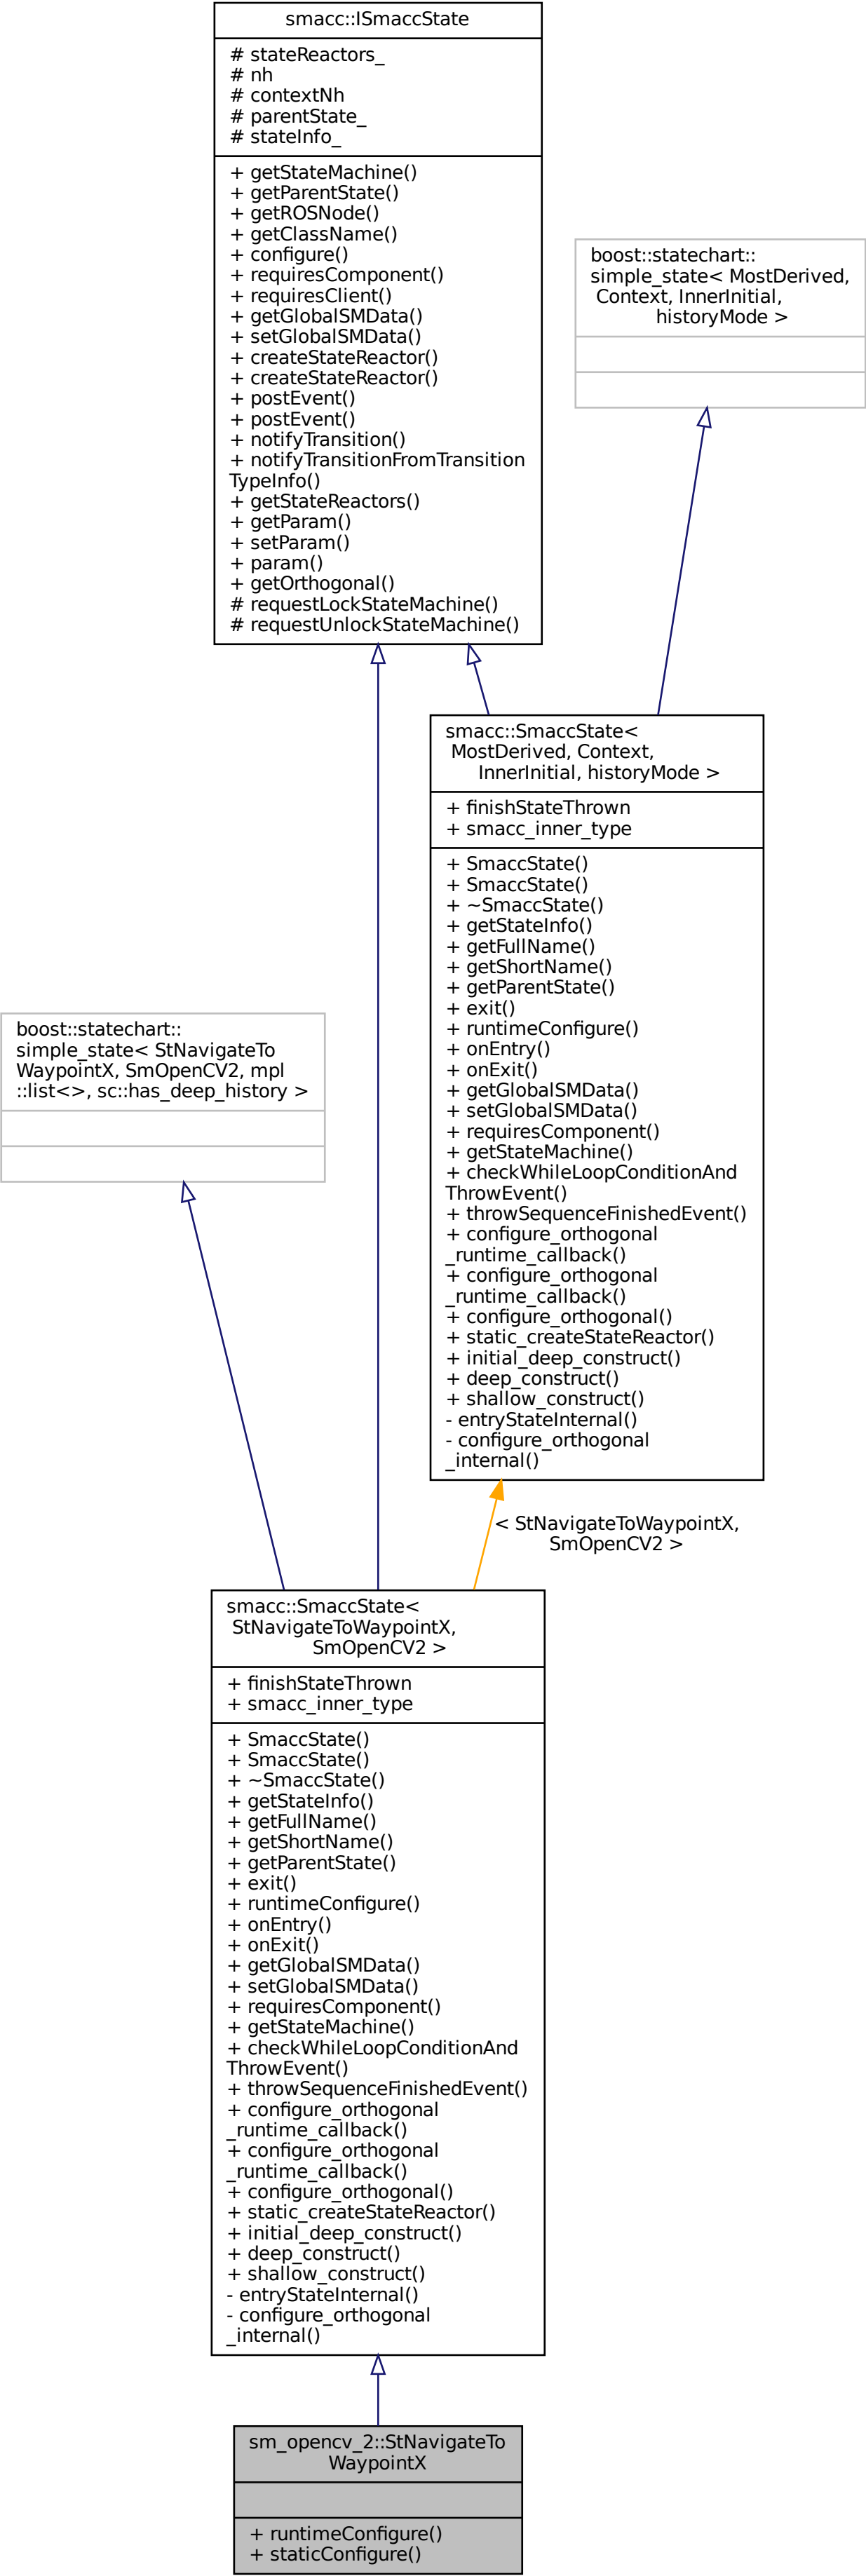 smacc::ISmaccState
# stateReactors_
# nh
# contextNh
# parentState_
# stateInfo_
+ getStateMachine()
+ getParentState()
+ getROSNode()
+ getClassName()
+ configure()
+ requiresComponent()
+ requiresClient()
+ getGlobalSMData()
+ setGlobalSMData()
+ createStateReactor()
+ createStateReactor()
+ postEvent()
+ postEvent()
+ notifyTransition()
+ notifyTransitionFromTransition
TypeInfo()
+ getStateReactors()
+ getParam()
+ setParam()
+ param()
+ getOrthogonal()
# requestLockStateMachine()
# requestUnlockStateMachine()
boost::statechart::
simple_state< MostDerived,
Context, InnerInitial,
historyMode >
smacc::SmaccState<
MostDerived, Context,
InnerInitial, historyMode >
+ finishStateThrown
+ smacc_inner_type
+ SmaccState()
+ SmaccState()
+ ~SmaccState()
+ getStateInfo()
+ getFullName()
+ getShortName()
+ getParentState()
+ exit()
+ runtimeConfigure()
+ onEntry()
+ onExit()
+ getGlobalSMData()
+ setGlobalSMData()
+ requiresComponent()
+ getStateMachine()
+ checkWhileLoopConditionAnd
ThrowEvent()
+ throwSequenceFinishedEvent()
+ configure_orthogonal
_runtime_callback()
+ configure_orthogonal
_runtime_callback()
+ configure_orthogonal()
+ static_createStateReactor()
+ initial_deep_construct()
+ deep_construct()
+ shallow_construct()
- entryStateInternal()
- configure_orthogonal
_internal()
boost::statechart::
simple_state< StNavigateTo
WaypointX, SmOpenCV2, mpl
::list<>, sc::has_deep_history >
< StNavigateToWaypointX,
SmOpenCV2 >
smacc::SmaccState<
StNavigateToWaypointX,
SmOpenCV2 >
+ finishStateThrown
+ smacc_inner_type
+ SmaccState()
+ SmaccState()
+ ~SmaccState()
+ getStateInfo()
+ getFullName()
+ getShortName()
+ getParentState()
+ exit()
+ runtimeConfigure()
+ onEntry()
+ onExit()
+ getGlobalSMData()
+ setGlobalSMData()
+ requiresComponent()
+ getStateMachine()
+ checkWhileLoopConditionAnd
ThrowEvent()
+ throwSequenceFinishedEvent()
+ configure_orthogonal
_runtime_callback()
+ configure_orthogonal
_runtime_callback()
+ configure_orthogonal()
+ static_createStateReactor()
+ initial_deep_construct()
+ deep_construct()
+ shallow_construct()
- entryStateInternal()
- configure_orthogonal
_internal()
sm_opencv_2::StNavigateTo
WaypointX
+ runtimeConfigure()
+ staticConfigure()